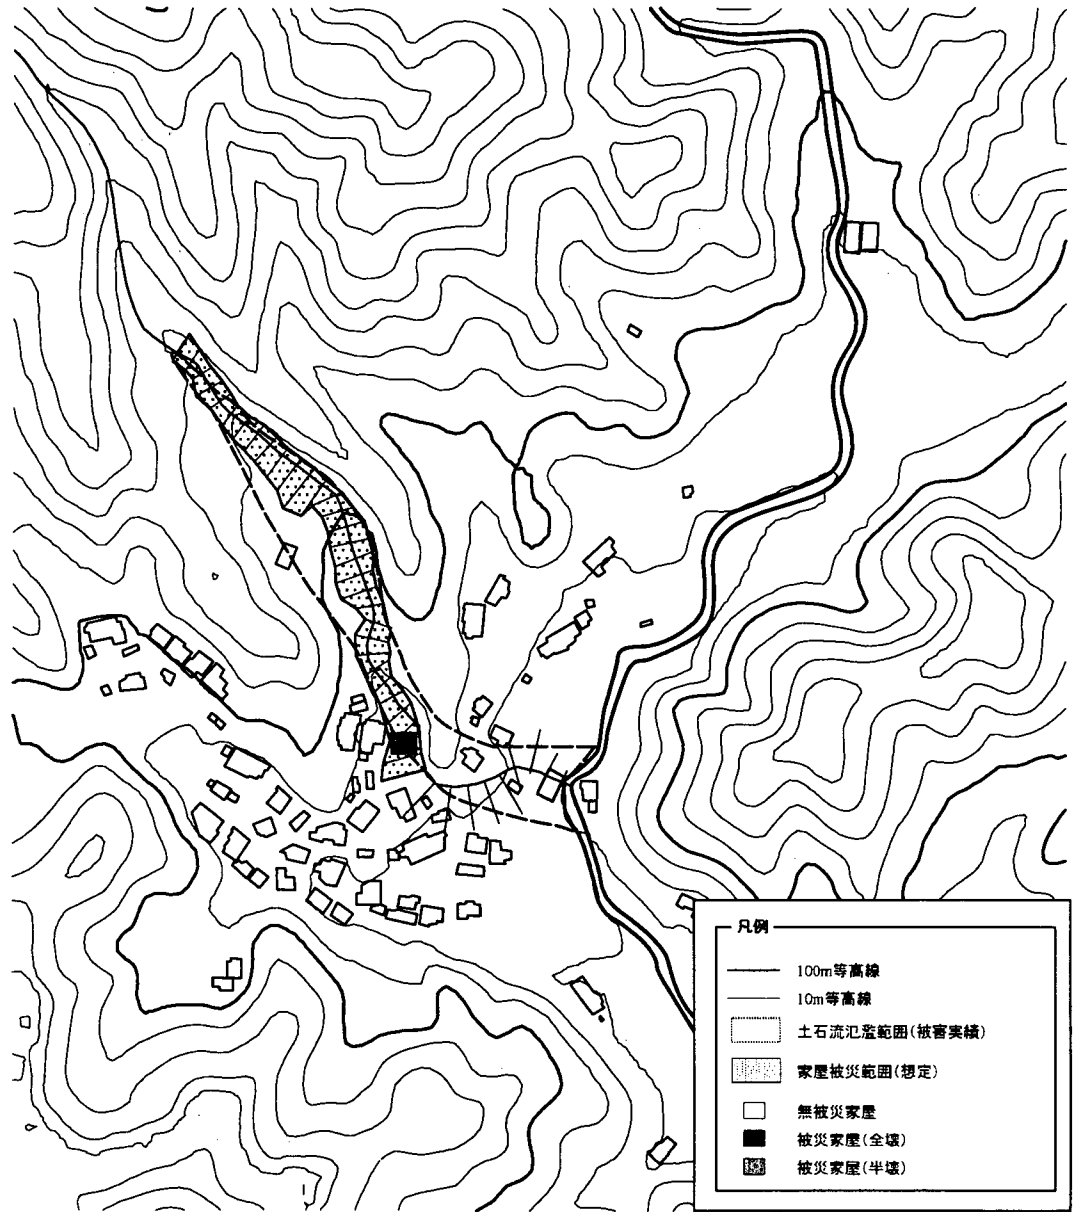 凡例
100m等高線
10m等高線
土石流氾濫範囲(被害実績)
家屋被災範囲(想定)
無被災家屋
被災家屋(全壊)
被災家屋(半壊)